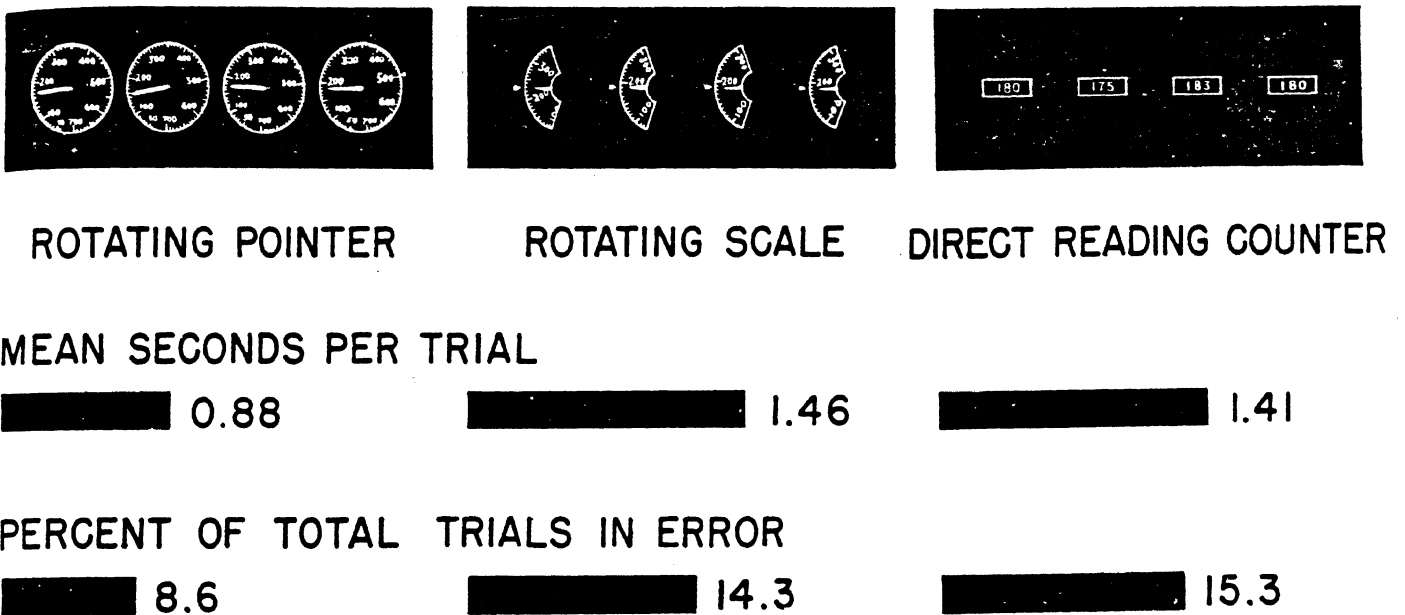 180 175 183 180
ROTATING POINTER ROTATING SCALE DIRECT READING COUNTER
MEAN SECONDS PER TRIAL
0.88 1.46 1.41
PERCENT OF TOTAL TRIALS IN ERROR
8.6 14.3 15.3